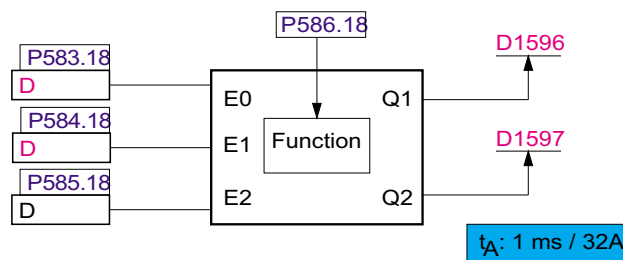 P586.18
P583.18
D
D1596
E0
Q1
P584.18
D
E1
Function
D1597
P585.18
D
E2
Q2
tA: 1 ms / 32A